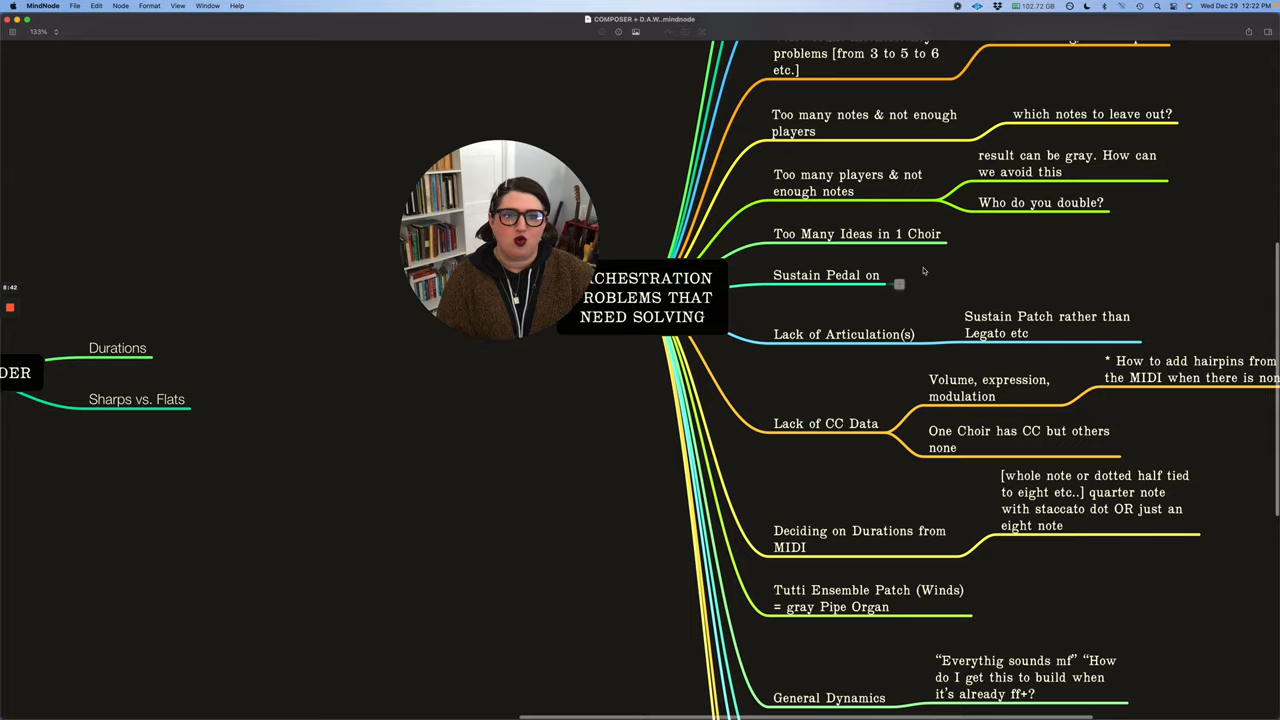 MindNode File Edit Node Format View Window Help
102.72 GB Wed Dec 29 12:22 PM
COMPOSER + D.A.W..mindnode
133%
problems [from 3 to 5 to 6
etc.]
Too many notes & not enough
players
which notes to leave out?
Too many players & not
enough notes
result can be gray. How can
we avoid this
Who do you double?
Too Many Ideas in 1 Choir
Sustain Pedal on
CHESTRATION
ROBLEMS THAT
NEED SOLVING
8:42
Lack of Articulation(s)
Sustain Patch rather than
Legato etc
Durations
DER
Sharps vs. Flats
Lack of CC Data
Volume, expression,
modulation
* How to add hairpins from
the MIDI when there is non
One Choir has CC but others
none
Deciding on Durations from
MIDI
[whole note or dotted half tied
to eight etc..] quarter note
with staccato dot OR just an
eight note
Tutti Ensemble Patch (Winds)
= gray Pipe Organ
General Dynamics
“Everythig sounds mf” “How
do I get this to build when
it's already ff+?